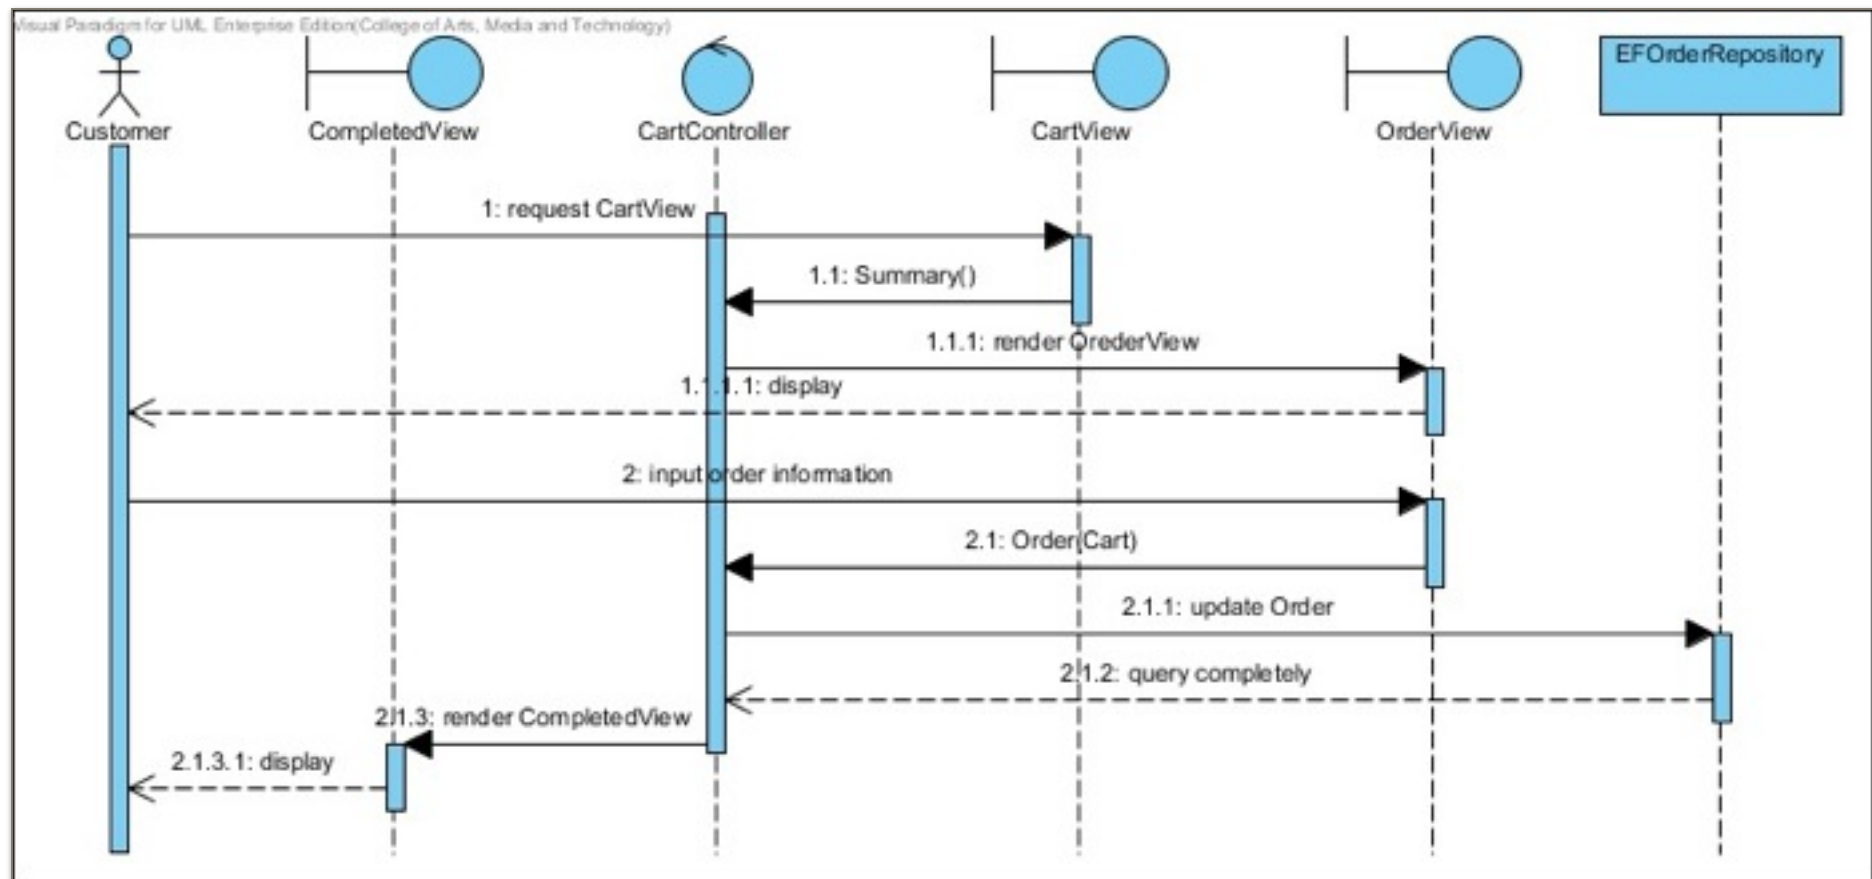 Visual Paradigm for UML Enterprise Edition(College of Arts, Media and Technology)
EFOrderRepository
Customer
CompletedView
CartController
CartView
OrderView
1: request CartView
1.1: Summary()
1.1.1: render OrederView
1.1.1.1: display
2: input order information
2.1: Order(Cart)
2.1.1: update Order
2.1.2: query completely
2.1.3: render CompletedView
2.1.3.1: display